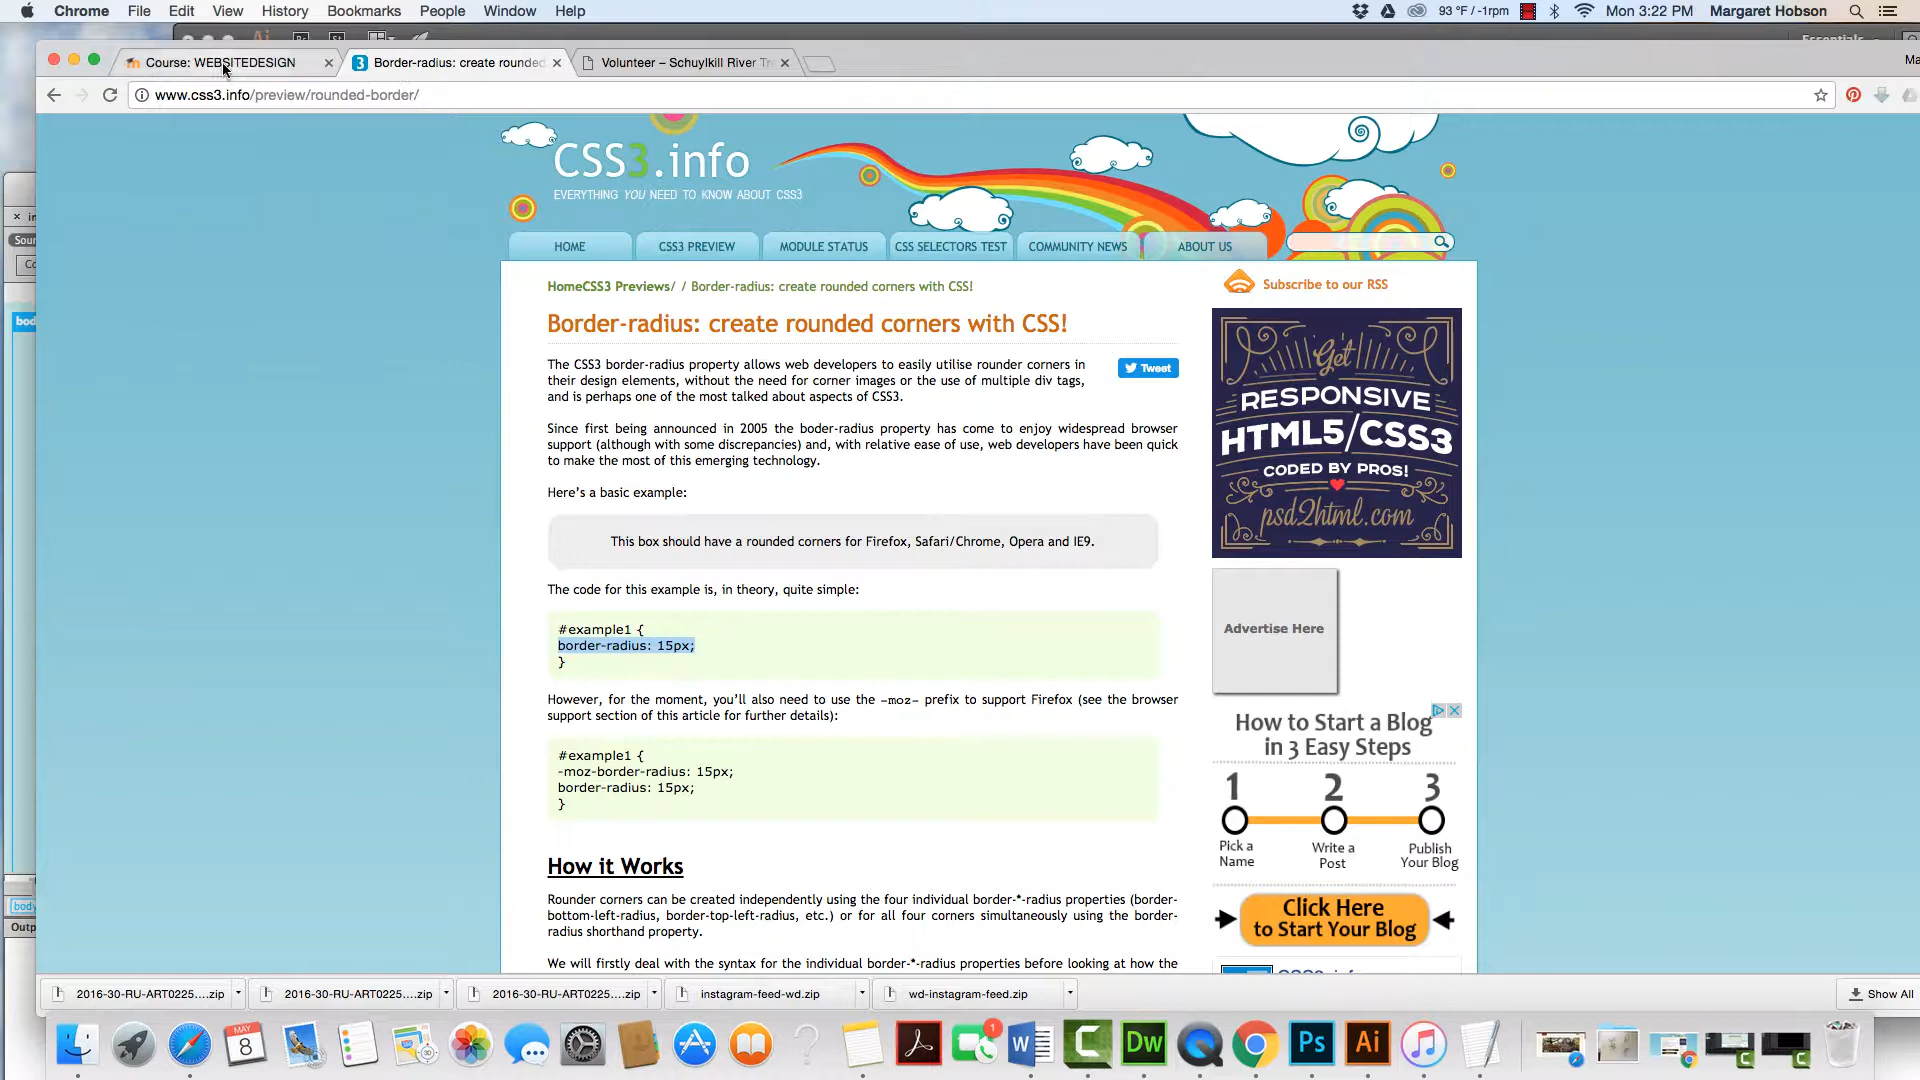 Chrome File Edit View History Bookmarks People Window Help
93 °F / -1rpm Mon 3:22 PM Margaret Hobson
Course: WEBSITEDESIGN
Border-radius: create rounded
Volunteer – Schuylkill River Tr
Ma
www.css3.info/preview/rounded-border/
CSS3.info
EVERYTHING YOU NEED TO KNOW ABOUT CSS3
HOME
CSS3 PREVIEW
MODULE STATUS
CSS SELECTORS TEST
COMMUNITY NEWS
ABOUT US
HomeCSS3 Previews/ / Border-radius: create rounded corners with CSS!
Border-radius: create rounded corners with CSS!
The CSS3 border-radius property allows web developers to easily utilise rounder corners in
their design elements, without the need for corner images or the use of multiple div tags,
and is perhaps one of the most talked about aspects of CSS3.
Tweet
Since first being announced in 2005 the boder-radius property has come to enjoy widespread browser
support (although with some discrepancies) and, with relative ease of use, web developers have been quick
to make the most of this emerging technology.
Here's a basic example:
This box should have a rounded corners for Firefox, Safari/Chrome, Opera and IE9.
The code for this example is, in theory, quite simple:
#example1 {
border-radius: 15px;
}
However, for the moment, you'll also need to use the -moz- prefix to support Firefox (see the browser
support section of this article for further details):
#example1 {
-moz-border-radius: 15px;
border-radius: 15px;
}
How it Works
Rounder corners can be created independently using the four individual border-*-radius properties (border-
bottom-left-radius, border-top-left-radius, etc.) or for all four corners simultaneously using the border-
radius shorthand property.
We will firstly deal with the syntax for the individual border-*-radius properties before looking at how the
Subscribe to our RSS
Get
RESPONSIVE
HTML5/CSS3
CODED BY PROS!
psd2html.com
Advertise Here
How to Start a Blog
in 3 Easy Steps
1 2 3
Pick a
Name
Write a
Post
Publish
Your Blog
Click Here
to Start Your Blog
2016-30-RU-ART0225....zip
2016-30-RU-ART0225....zip
2016-30-RU-ART0225....zip
instagram-feed-wd.zip
wd-instagram-feed.zip
Show All
MAY
8
1
Dw
Ps
Ai